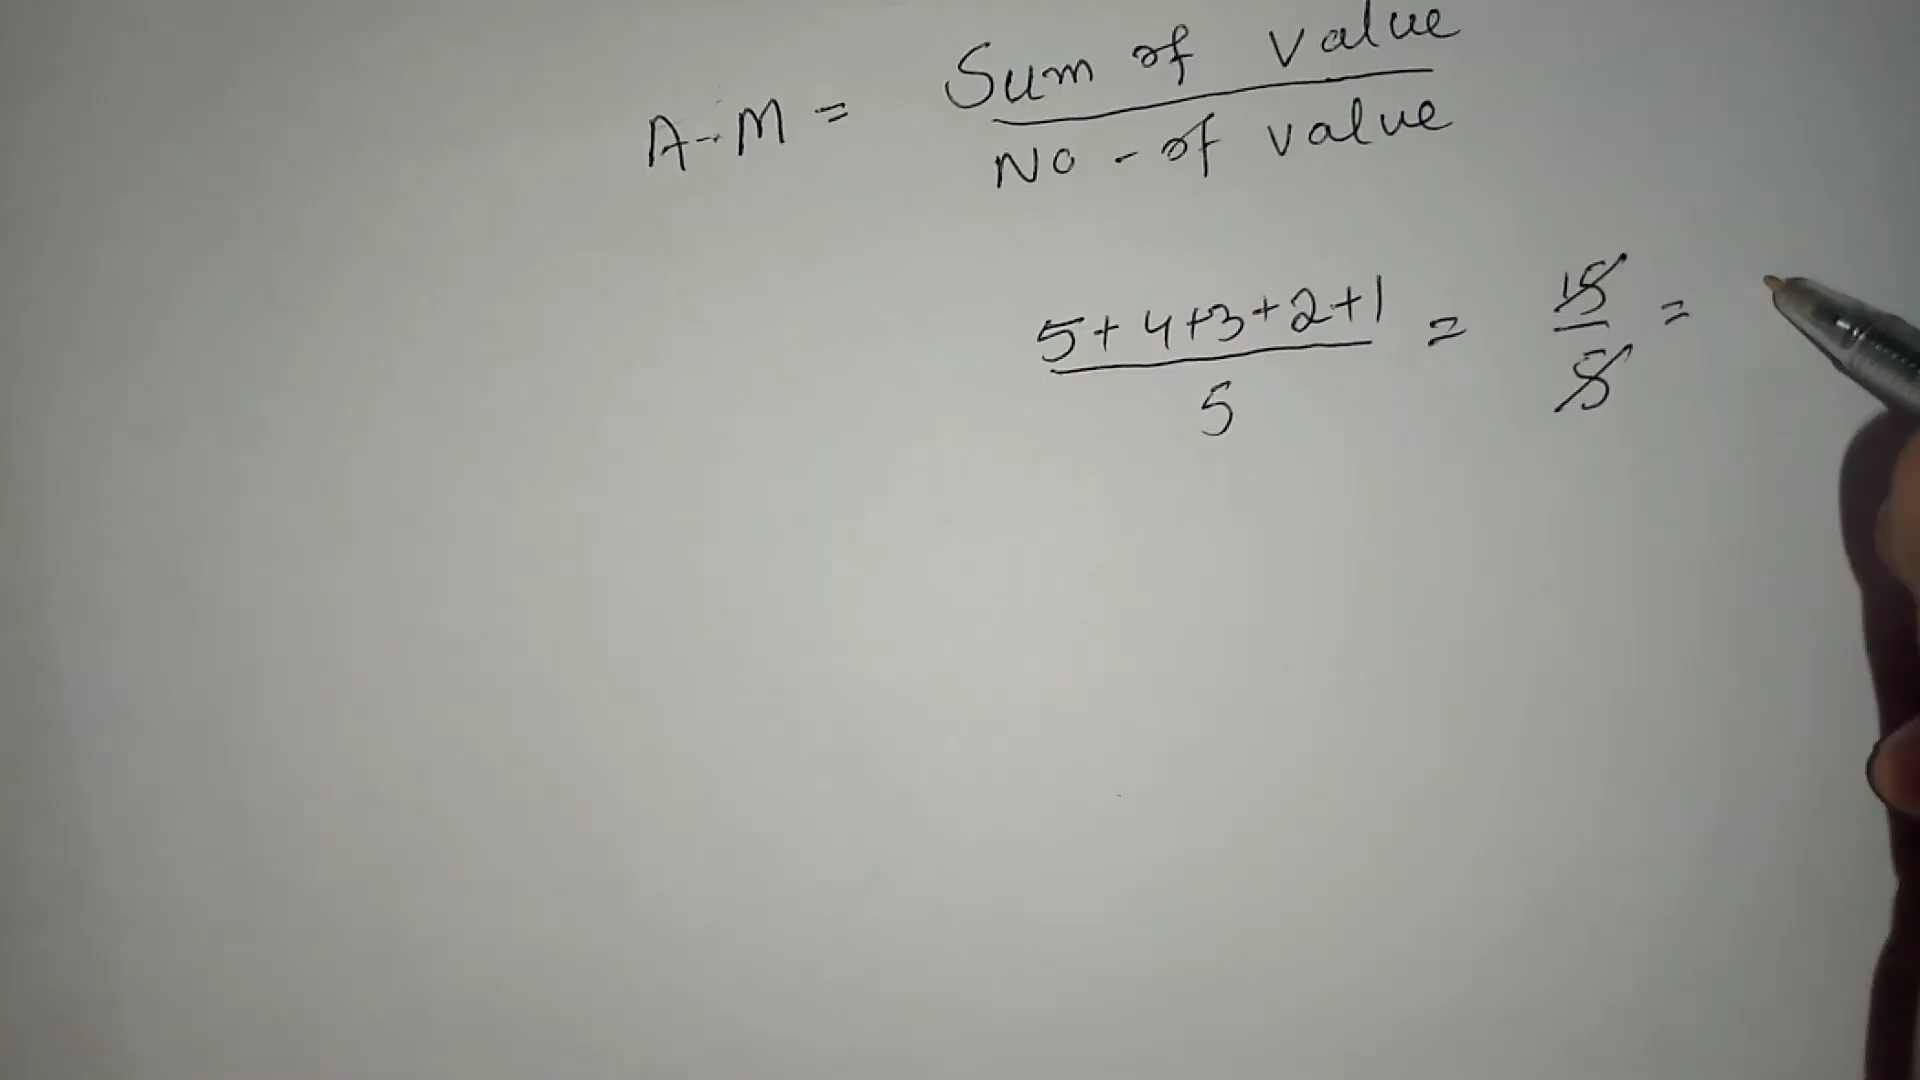 A-M = Sum of value
No - of value
5+4+3+2+1 = 15 =
5 5